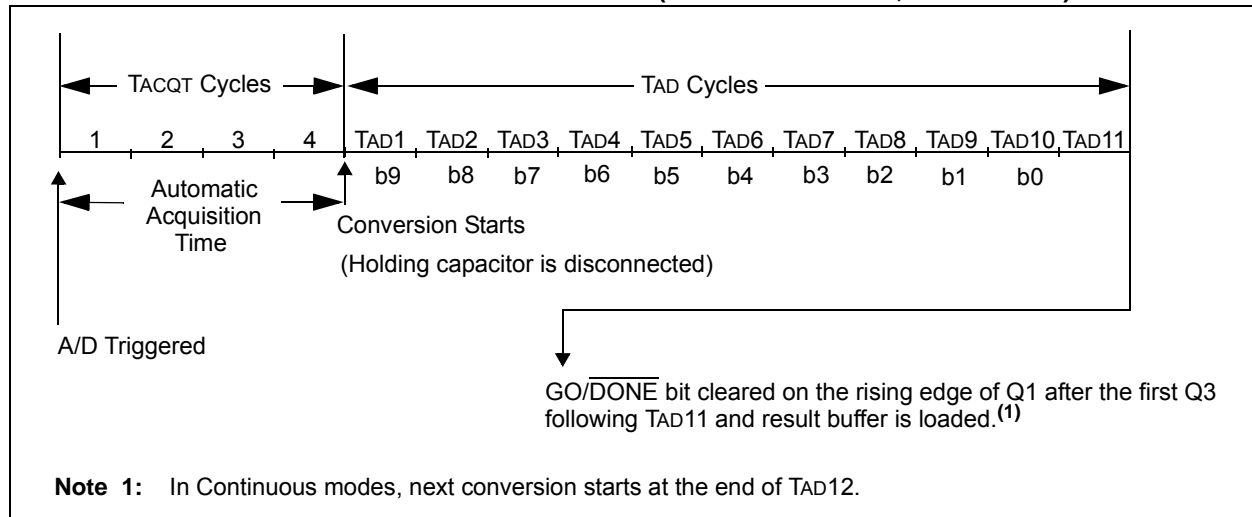 TACQT Cycles
TAD Cycles
1 2 3 4 TAD1 TAD2 TAD3 TAD4 TAD5 TAD6 TAD7 TAD8 TAD9 TAD10 TAD11
b9 b8 b7 b6 b5 b4 b3 b2 b1 b0
Automatic
Acquisition
Time
Conversion Starts
(Holding capacitor is disconnected)
A/D Triggered
GO/DONE bit cleared on the rising edge of Q1 after the first Q3
following TAD11 and result buffer is loaded.(1)
Note 1: In Continuous modes, next conversion starts at the end of TAD12.